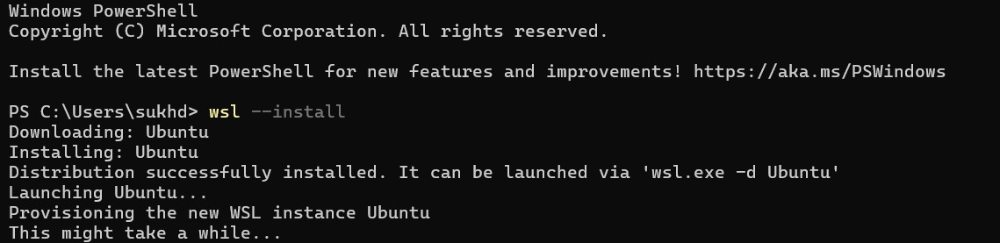 Windows PowerShell
Copyright (C) Microsoft Corporation. All rights reserved.
Install the latest PowerShell for new features and improvements! https://aka.ms/PSWindows
PS C:\Users\sukhd> wsl --install
Downloading: Ubuntu
Installing: Ubuntu
Distribution successfully installed. It can be launched via 'wsl.exe -d Ubuntu'
Launching Ubuntu...
Provisioning the new WSL instance Ubuntu
This might take a while...